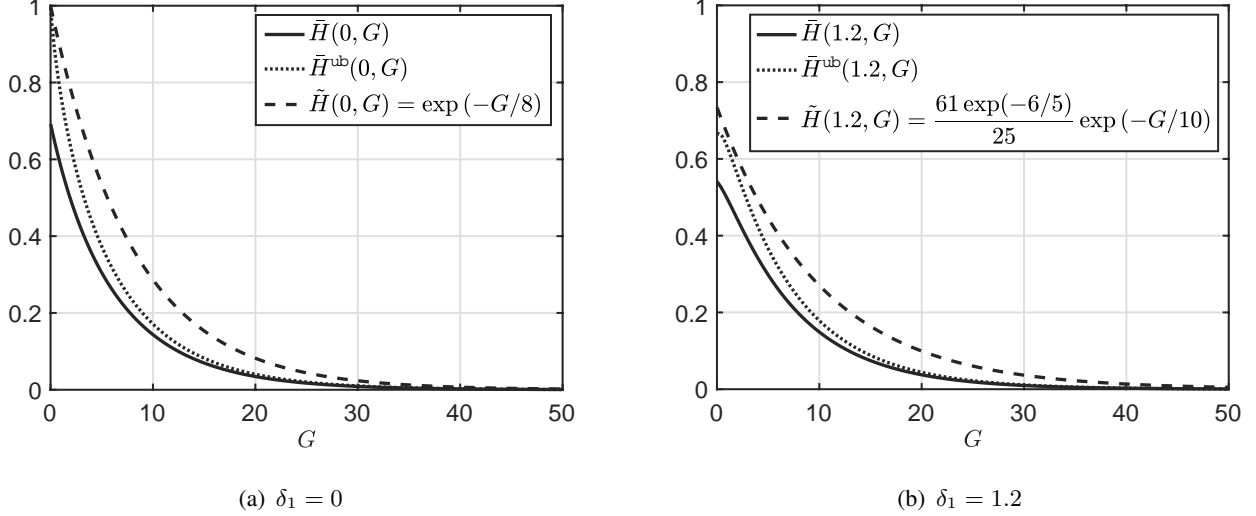 1
0.8
0.6
0.4
0.2
0
0 10 20 30 40 50
G
H̄(0, G)
H̄ᵘᵇ(0, G)
H̃(0, G) = exp (−G/8)
(a) δ₁ = 0
1
0.8
0.6
0.4
0.2
0
0 10 20 30 40 50
G
H̄(1.2, G)
H̄ᵘᵇ(1.2, G)
H̃(1.2, G) = 61 exp(−6/5)/25 exp (−G/10)
(b) δ₁ = 1.2